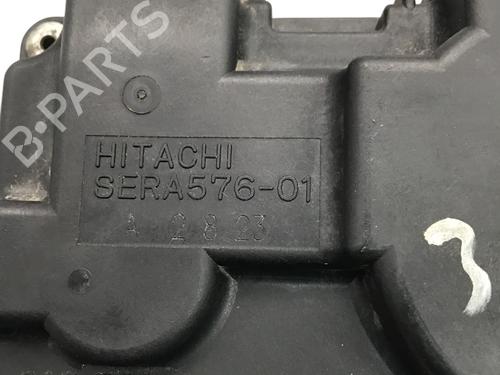 B-PARTS
HITACHI
SERA576-01
A 2 8 23
3